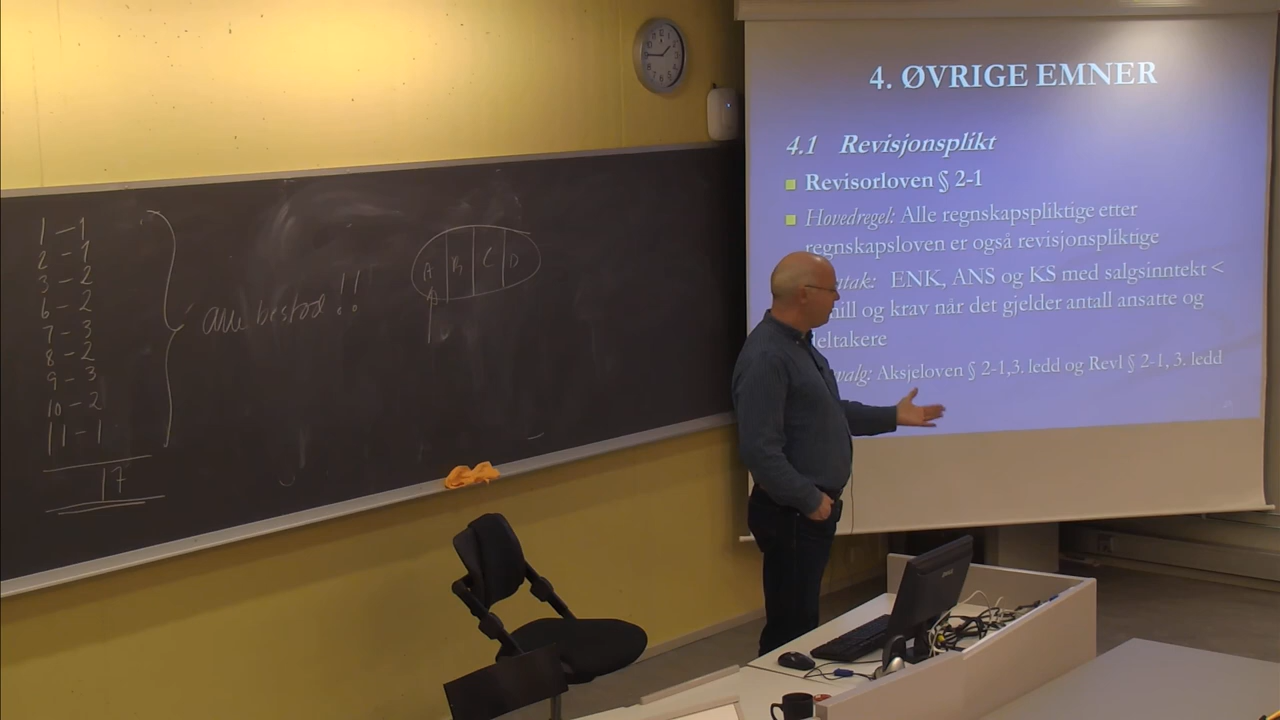 1 - 1
2 - 1
3 - 2
6 - 2
7 - 3
8 - 2
9 - 3
10 - 2
11 - 1
17
alle bestod !!
A B C D
4. ØVRIGE EMNER
4.1 Revisjonsplikt
Revisorloven § 2-1
Hovedregel: Alle regnskapspliktige etter
regnskapsloven er også revisjonspliktige
tak: ENK, ANS og KS med salgsinntekt <
mill og krav når det gjelder antall ansatte og
deltakere
valg: Aksjeloven § 2-1,3. ledd og Revl § 2-1, 3. ledd